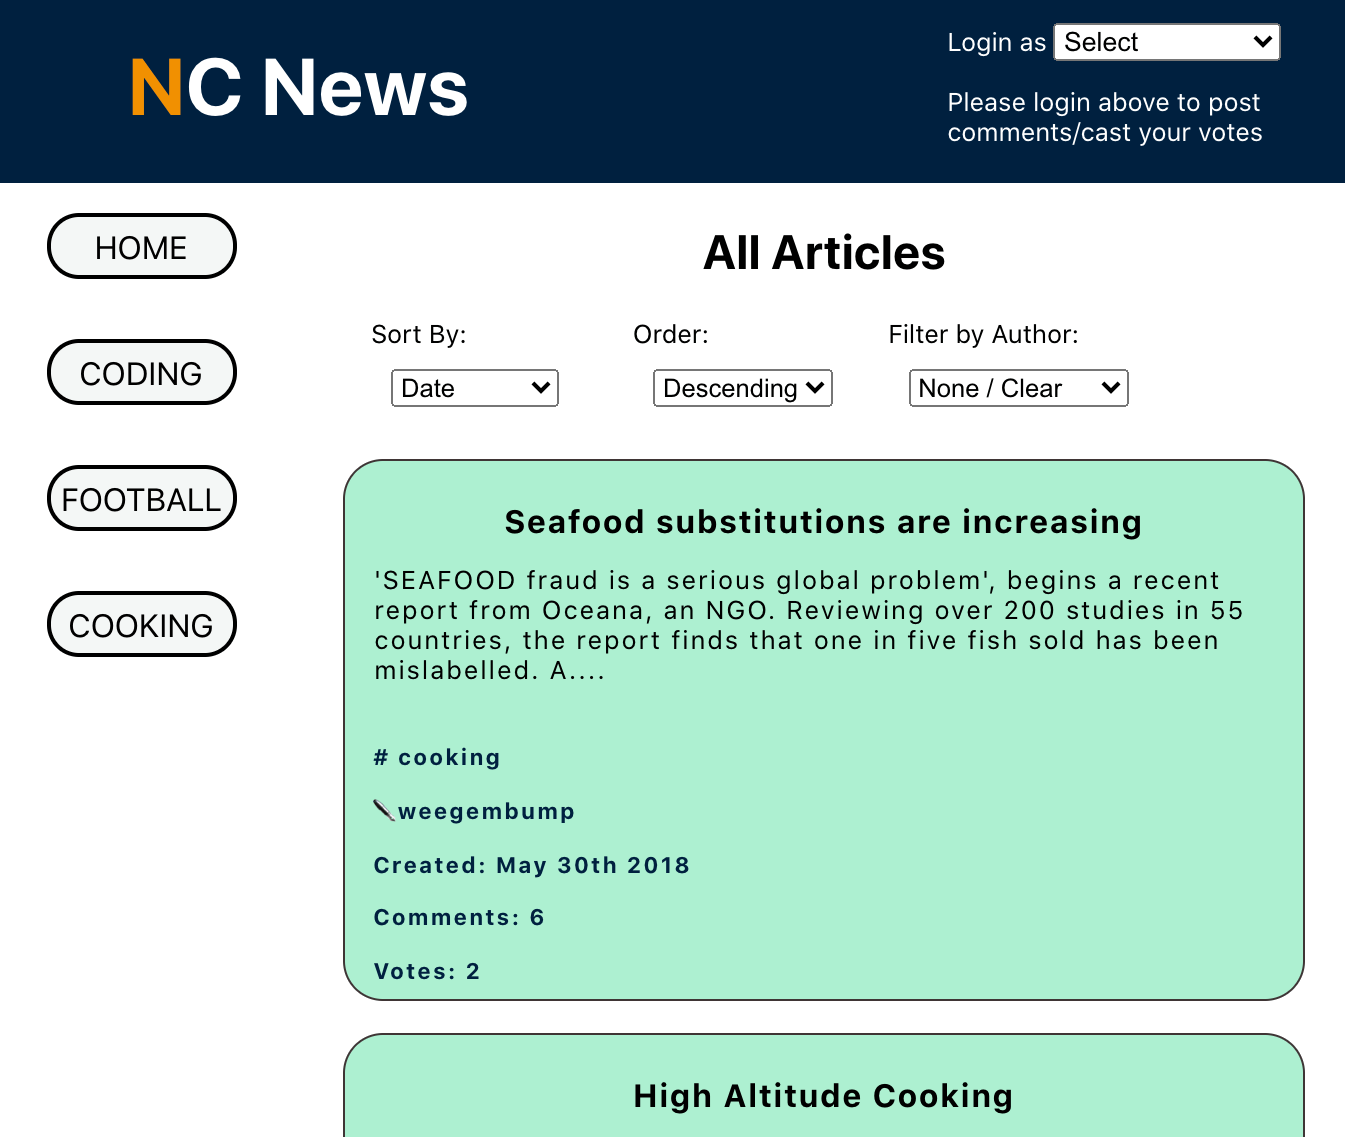 NC News
Login as Select
Please login above to post
comments/cast your votes
HOME
CODING
FOOTBALL
COOKING
All Articles
Sort By: Order: Filter by Author:
Date Descending None / Clear
Seafood substitutions are increasing
'SEAFOOD fraud is a serious global problem', begins a recent
report from Oceana, an NGO. Reviewing over 200 studies in 55
countries, the report finds that one in five fish sold has been
mislabelled. A....
# cooking
weegembump
Created: May 30th 2018
Comments: 6
Votes: 2
High Altitude Cooking